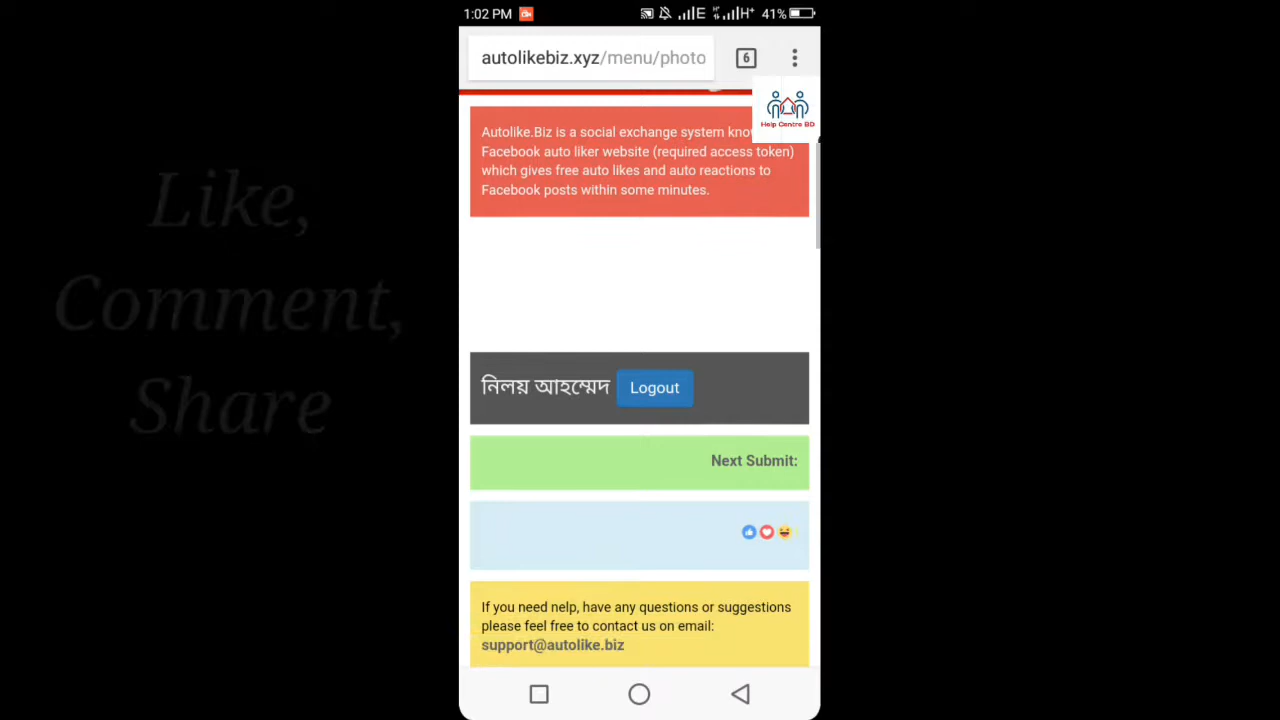 1:02 PM
E
H+
H+
41%
autolikebiz.xyz/menu/photo
6
Help Centre BD
Autolike.Biz is a social exchange system
Facebook auto liker website (required access token)
which gives free auto likes and auto reactions to
Facebook posts within some minutes.
Like,
Comment,
Share
নিলয় আহম্মেদ
Logout
Next Submit:
If you need nelp, have any questions or suggestions
please feel free to contact us on email:
support@autolike.biz